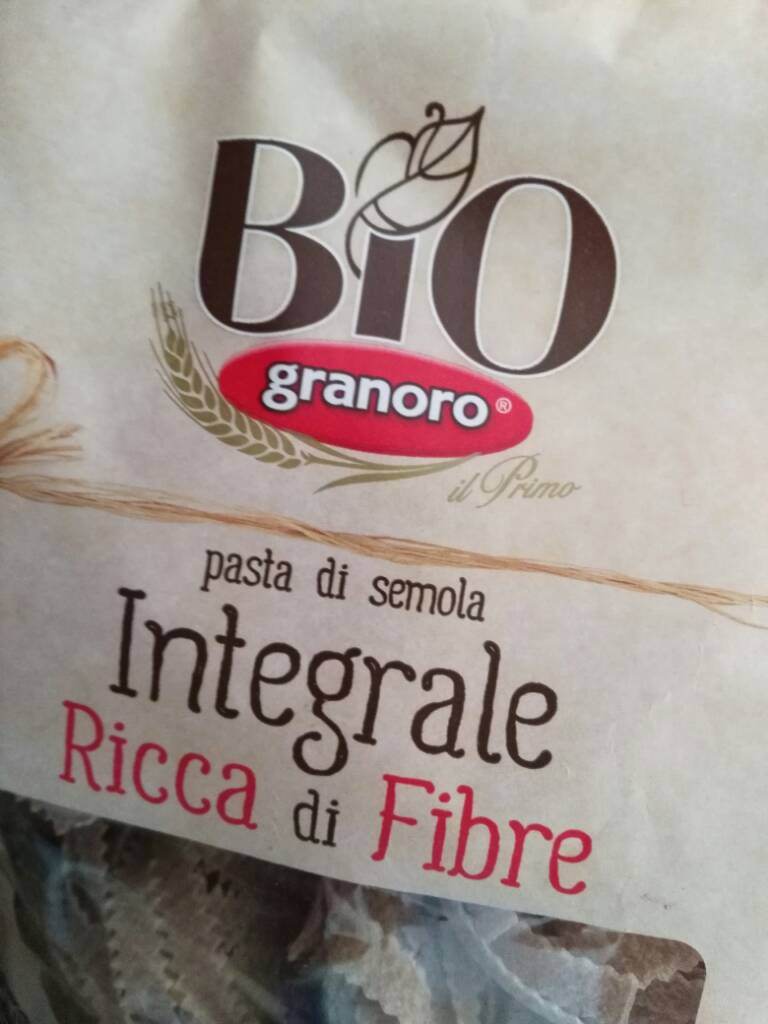 BiO
granoro®
il Primo
pasta di semola
Integrale
Ricca di Fibre